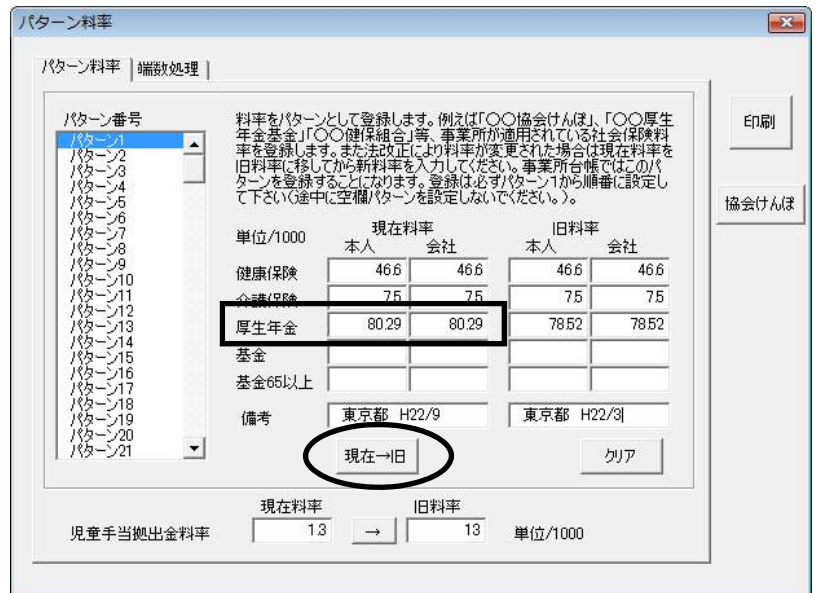 パターン料率
パターン料率 端数処理
パターン番号
パターン1
パターン2
パターン3
パターン4
パターン5
パターン6
パターン7
パターン8
パターン9
パターン10
パターン11
パターン12
パターン13
パターン14
パターン15
パターン16
パターン17
パターン18
パターン19
パターン20
パターン21
料率をパターンとして登録します。例えば「〇〇協会けんぽ」、「〇〇厚生
年金基金」「〇〇健保組合」等、事業所が適用されている社会保険料
率を登録します。また法改正により料率が変更された場合は現在料率を
旧料率に移してから新料率を入力してください。事業所台帳ではこのパ
ターンを登録することになります。登録は必ずパターン1から順番に設定し
て下さい(途中に空欄パターンを設定しないでください。)。
単位/1000 現在料率 旧料率
本人 会社 本人 会社
健康保険 46.6 46.6 46.6 46.6
介護保険 7.5 7.5 7.5 7.5
厚生年金 80.29 80.29 78.52 78.52
基金
基金65以上
備考 東京都 H22/9 東京都 H22/3
現在→旧 クリア
現在料率 旧料率
児童手当拠出金料率 1.3 → 1.3 単位/1000
印刷
協会けんぽ